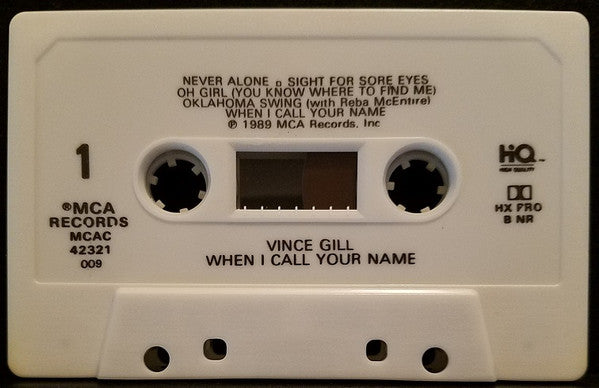 NEVER ALONE □ SIGHT FOR SORE EYES
OH GIRL (YOU KNOW WHERE TO FIND ME)
OKLAHOMA SWING (with Reba McEntire)
WHEN I CALL YOUR NAME
℗ 1989 MCA Records, Inc
1
®MCA
RECORDS
MCAC
42321
009
HiQ™
HIGH QUALITY
HX PRO
B NR
VINCE GILL
WHEN I CALL YOUR NAME